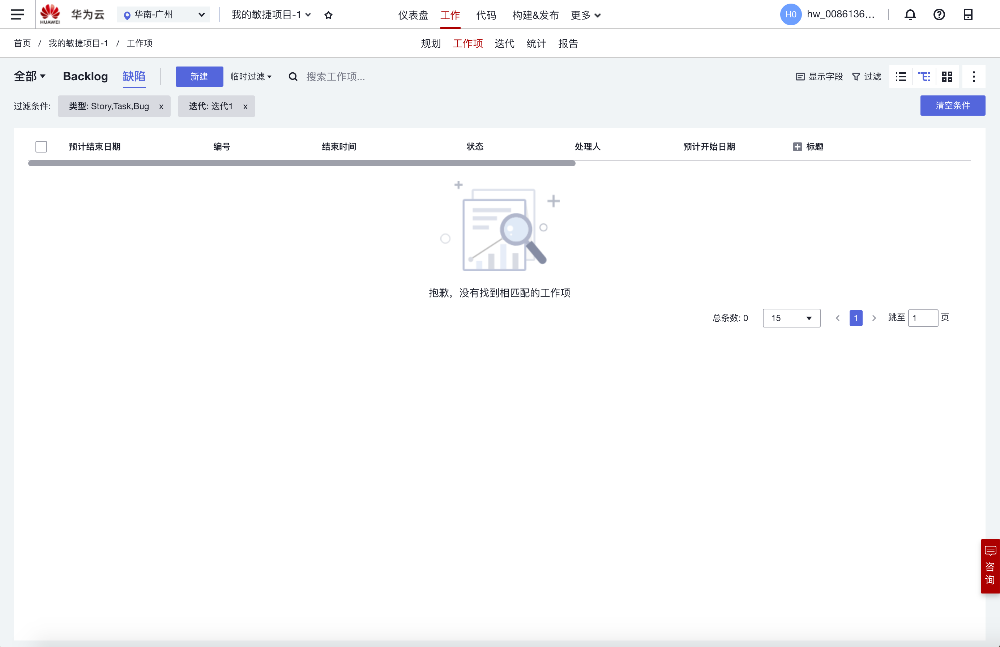 HUAWEI 华为云 华南-广州 我的敏捷项目-1 仪表盘 工作 代码 构建&发布 更多 H0 hw_0086136...
首页 / 我的敏捷项目-1 / 工作项 规划 工作项 迭代 统计 报告
全部 Backlog 缺陷 新建 临时过滤 搜索工作项... 显示字段 过滤
过滤条件: 类型: Story,Task,Bug x 迭代: 迭代1 x 清空条件
预计结束日期 编号 结束时间 状态 处理人 预计开始日期 标题
抱歉，没有找到相匹配的工作项
总条数: 0 15 1 跳至 1 页
咨
询